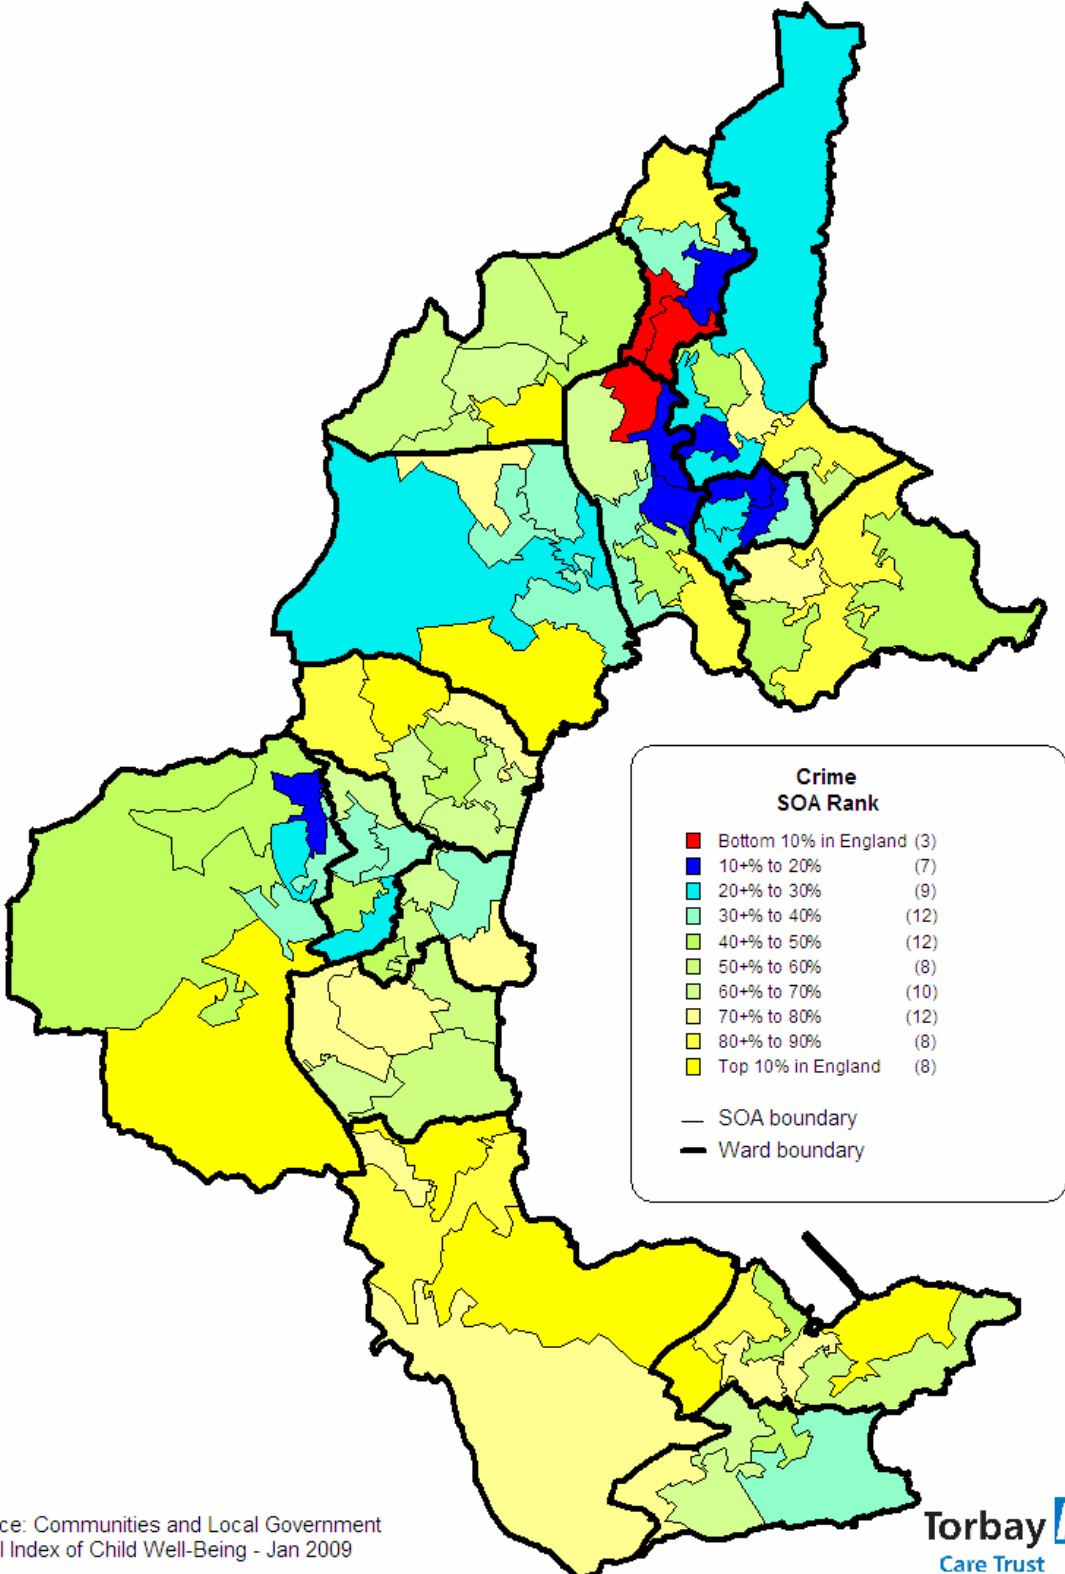 Crime
SOA Rank
Bottom 10% in England (3)
10+% to 20% (7)
20+% to 30% (9)
30+% to 40% (12)
40+% to 50% (12)
50+% to 60% (8)
60+% to 70% (10)
70+% to 80% (12)
80+% to 90% (8)
Top 10% in England (8)
SOA boundary
Ward boundary
ce: Communities and Local Government
l Index of Child Well-Being - Jan 2009
Torbay
Care Trust